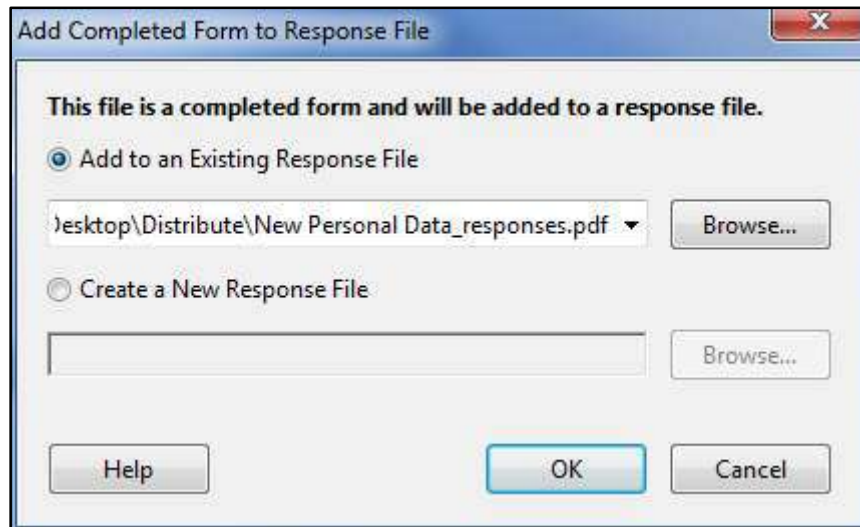 Add Completed Form to Response File
This file is a completed form and will be added to a response file.
Add to an Existing Response File
Desktop\Distribute\New Personal Data_responses.pdf
Browse...
Create a New Response File
Browse...
Help
OK
Cancel